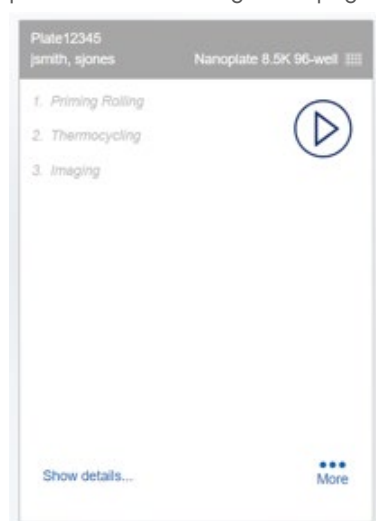 Plate12345
jsmith, sjones Nanoplate 8.5K 96-well
1. Priming Rolling
2. Thermocycling
3. Imaging
Show details...
More